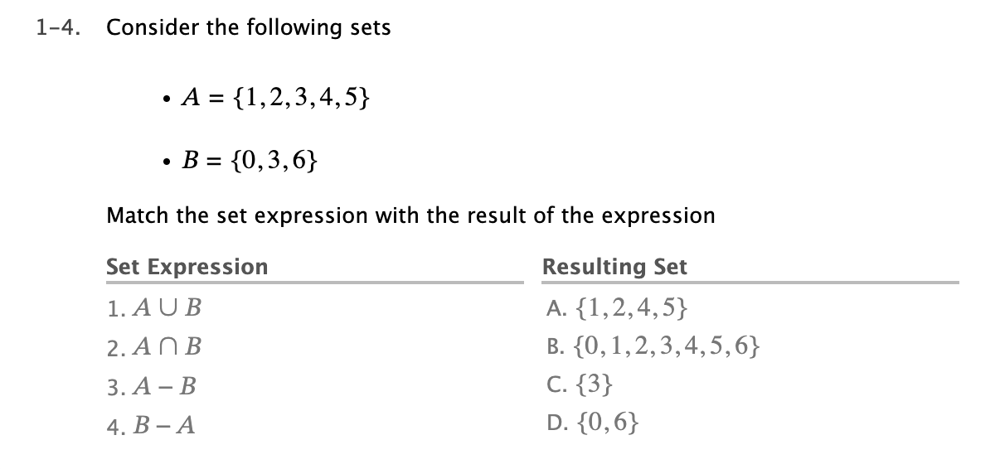 1–4. Consider the following sets
• A = {1,2,3,4,5}
• B = {0,3,6}
Match the set expression with the result of the expression
Set Expression Resulting Set
1. A ∪ B A. {1,2,4,5}
2. A ∩ B B. {0,1,2,3,4,5,6}
3. A – B C. {3}
4. B – A D. {0,6}